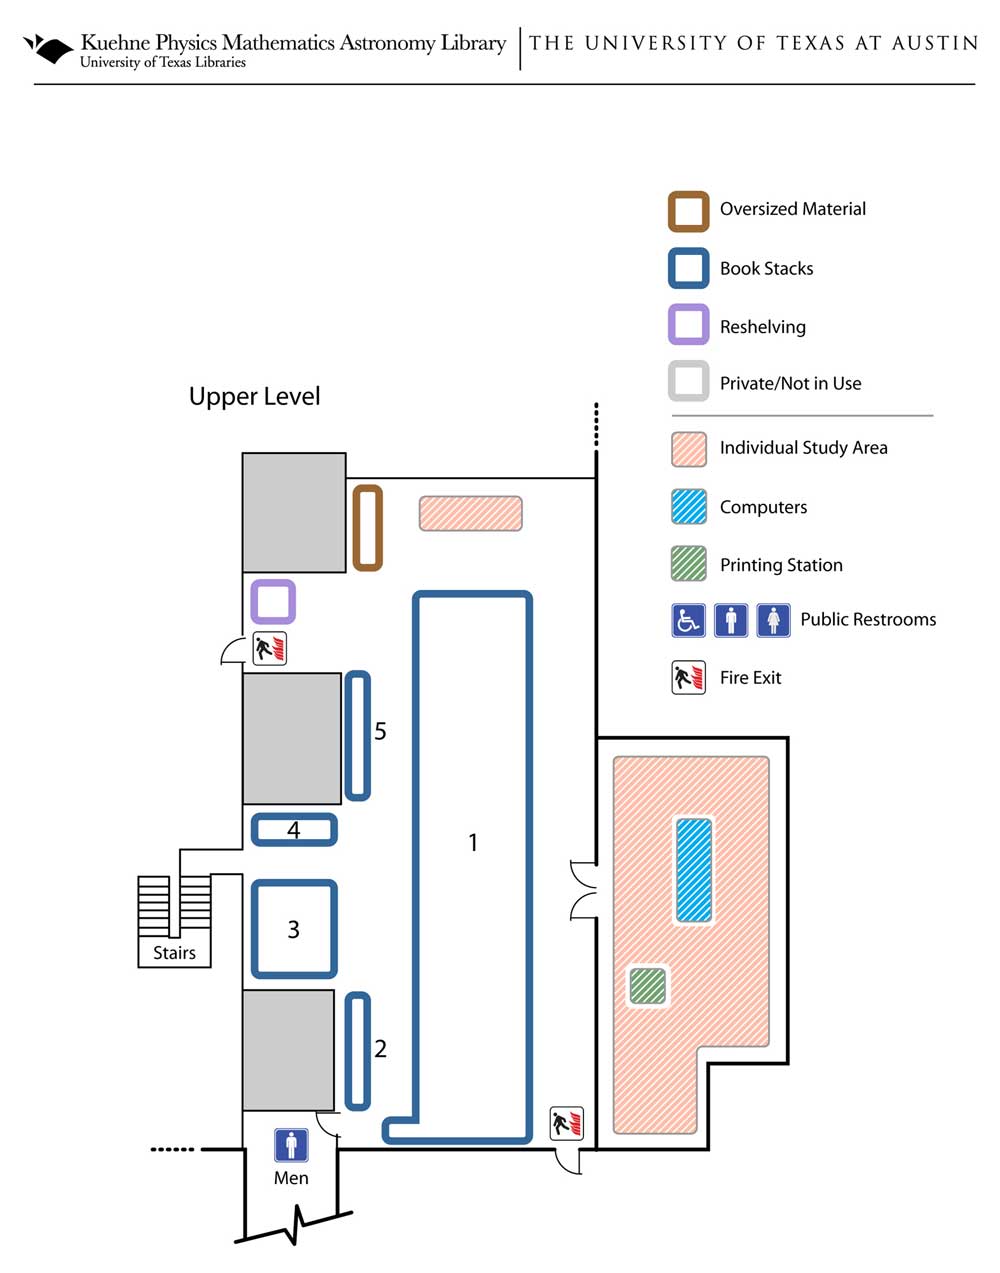 Kuehne Physics Mathematics Astronomy Library
University of Texas Libraries
THE UNIVERSITY OF TEXAS AT AUSTIN
Oversized Material
Book Stacks
Reshelving
Private/Not in Use
Individual Study Area
Computers
Printing Station
Public Restrooms
Fire Exit
Upper Level
5
4
1
3
Stairs
2
Men